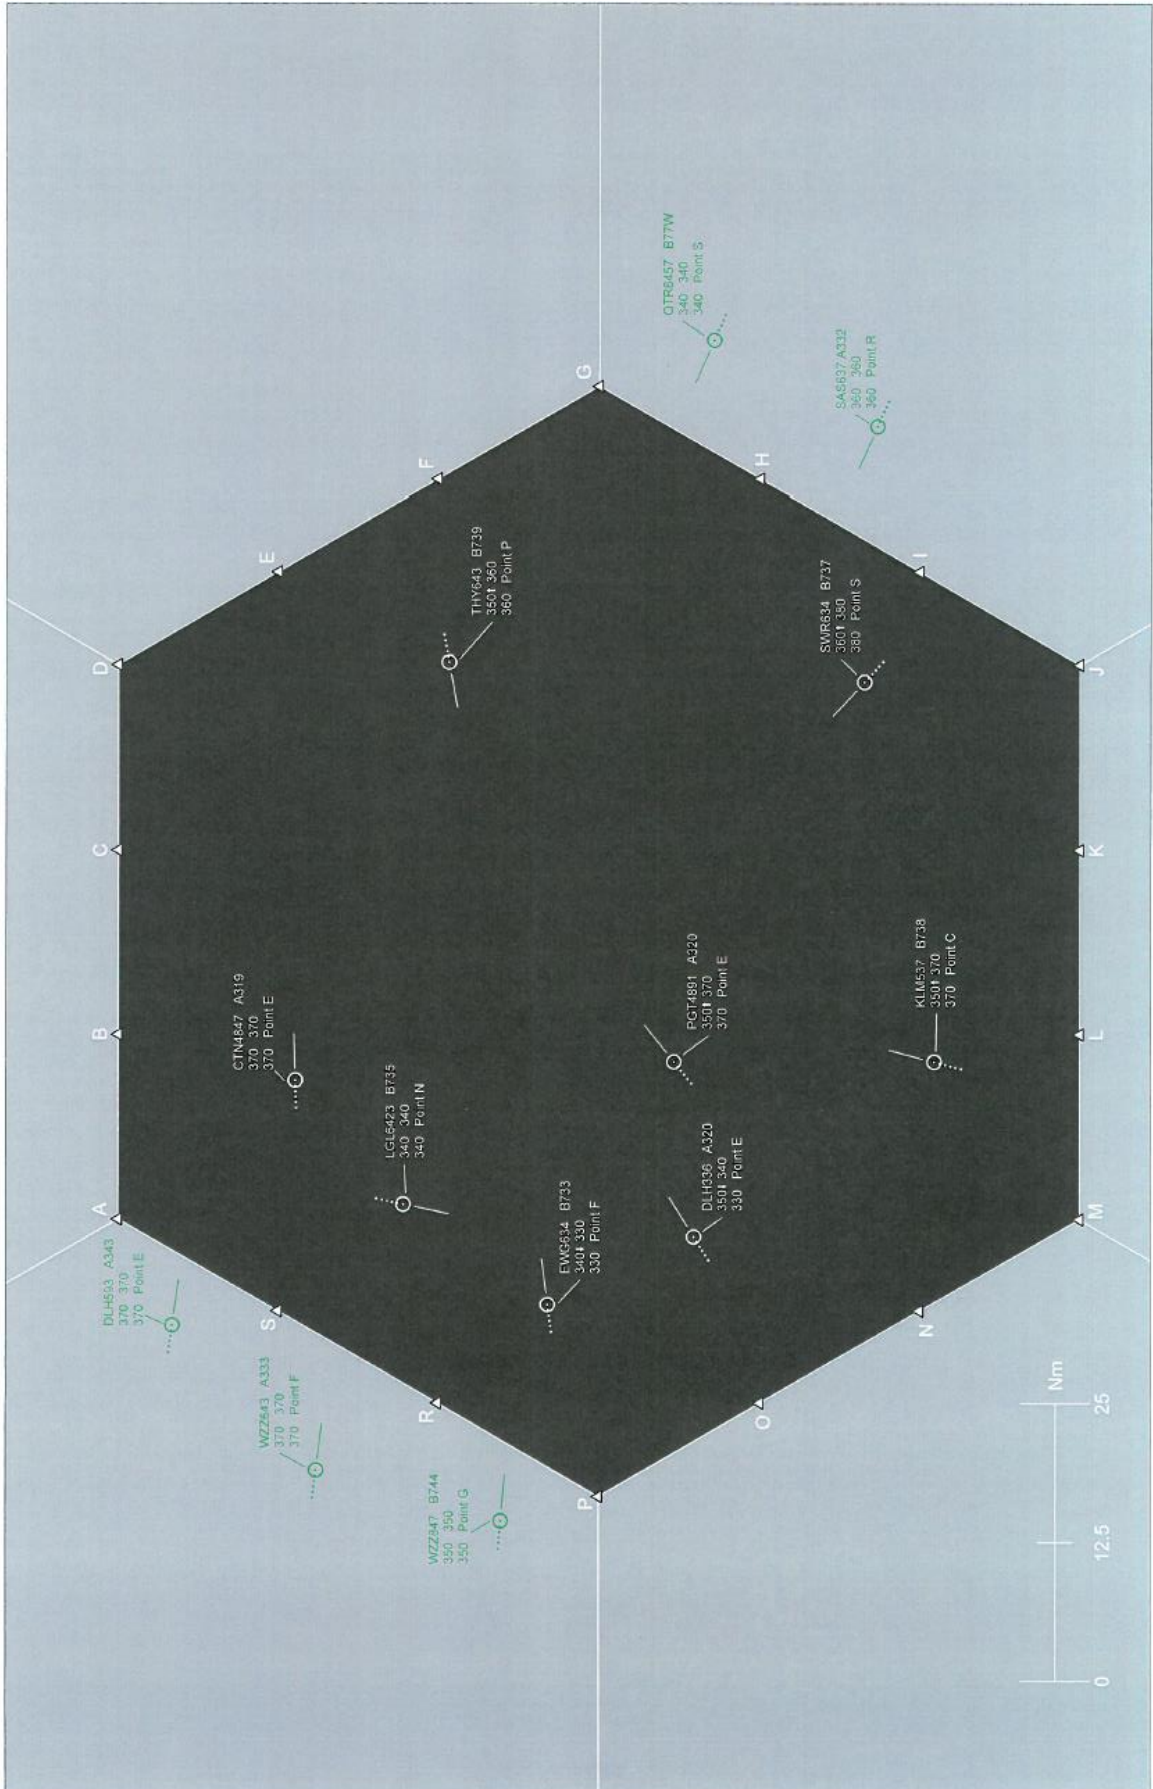 D
C
B
A
E
F
G
H
I
J
K
L
M
N
O
P
R
S
QTR6457 B77W
340 340
340 Point S
SAS637 A332
360 360
360 Point R
THY643 B739
350⬆ 360
360 Point P
SWR634 B737
360⬆ 380
380 Point S
CTN4847 A319
370 370
370 Point E
LGL6423 B735
340 340
340 Point N
PGT4891 A320
350⬆ 370
370 Point E
KLM537 B738
350⬆ 370
370 Point C
DLH336 A320
350⬇ 340
330 Point E
EWG634 B733
340⬇ 330
330 Point F
DLH593 A343
370 370
370 Point E
WZZ643 A333
370 370
370 Point F
WZZ847 B744
350 350
350 Point G
Nm
0
12.5
25